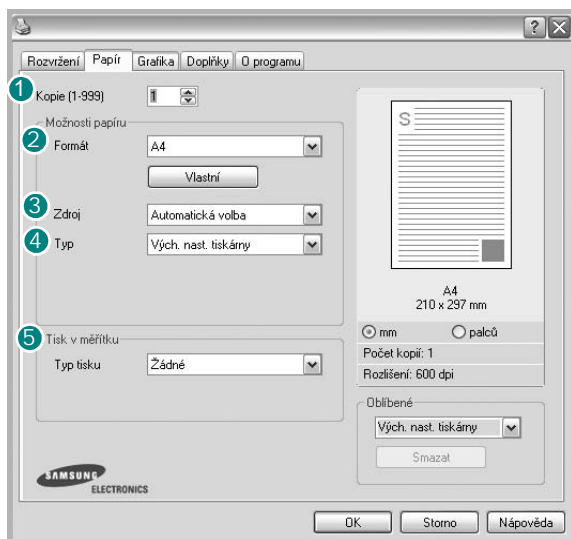 Rozvržení Papír Grafika Doplňky O programu
1 Kopie (1-999) 1
Možnosti papíru
2 Formát A4
Vlastní
3 Zdroj Automatická volba
4 Typ Vých. nast. tiskárny
5 Tisk v měřítku
Typ tisku Žádné
SAMSUNG
ELECTRONICS
S
A4
210 x 297 mm
mm palců
Počet kopií: 1
Rozlišení: 600 dpi
Oblíbené
Vých. nast. tiskárny
Smazat
OK Storno Nápověda